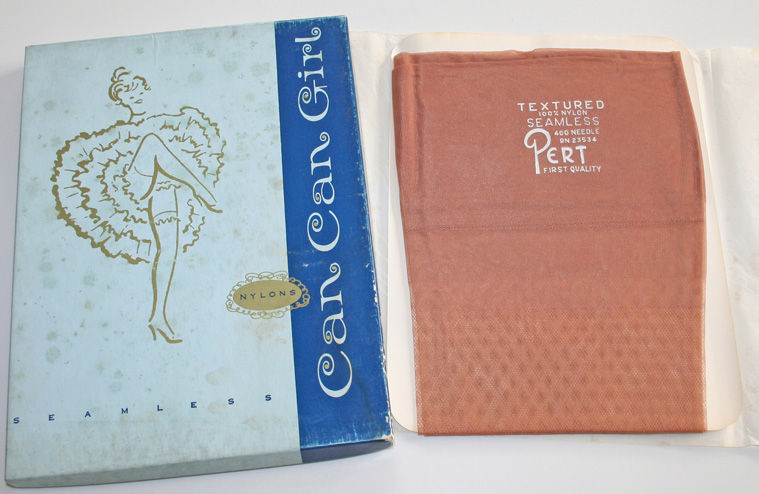 Can Can Girl
NYLONS
SEAMLESS
TEXTURED
100% NYLON
SEAMLESS
400 NEEDLE
RN 23534
PERT
FIRST QUALITY